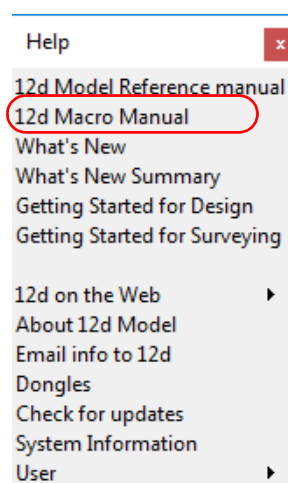 Help
x
12d Model Reference manual
12d Macro Manual
What's New
What's New Summary
Getting Started for Design
Getting Started for Surveying
12d on the Web
About 12d Model
Email info to 12d
Dongles
Check for updates
System Information
User